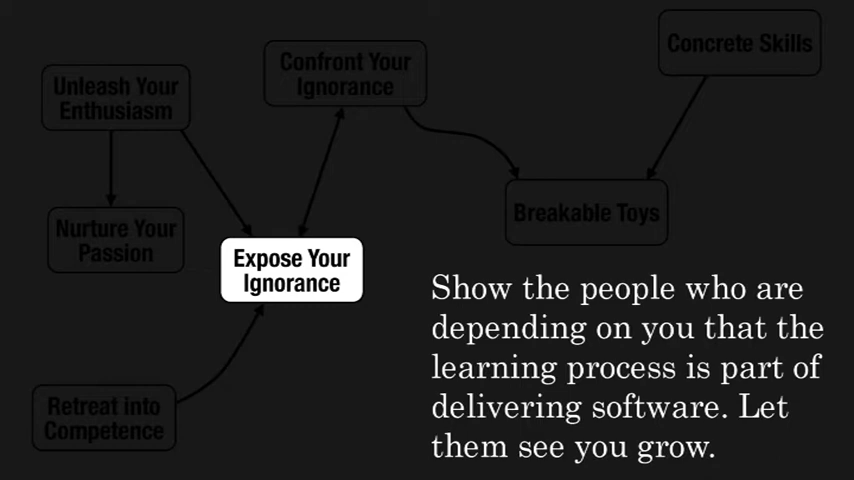 Concrete Skills
Confront Your
Ignorance
Unleash Your
Enthusiasm
Breakable Toys
Nurture Your
Passion
Expose Your
Ignorance
Show the people who are
depending on you that the
learning process is part of
delivering software. Let
them see you grow.
Retreat into
Competence